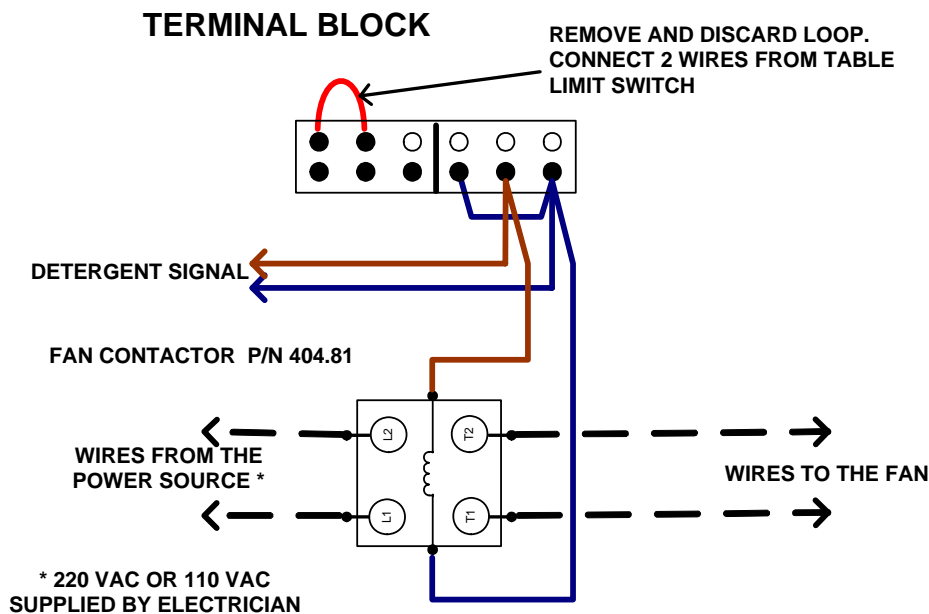 TERMINAL BLOCK
REMOVE AND DISCARD LOOP.
CONNECT 2 WIRES FROM TABLE
LIMIT SWITCH
DETERGENT SIGNAL
FAN CONTACTOR  P/N 404.81
L2
T2
WIRES FROM THE
POWER SOURCE *
WIRES TO THE FAN
L1
T1
* 220 VAC OR 110 VAC
SUPPLIED BY ELECTRICIAN